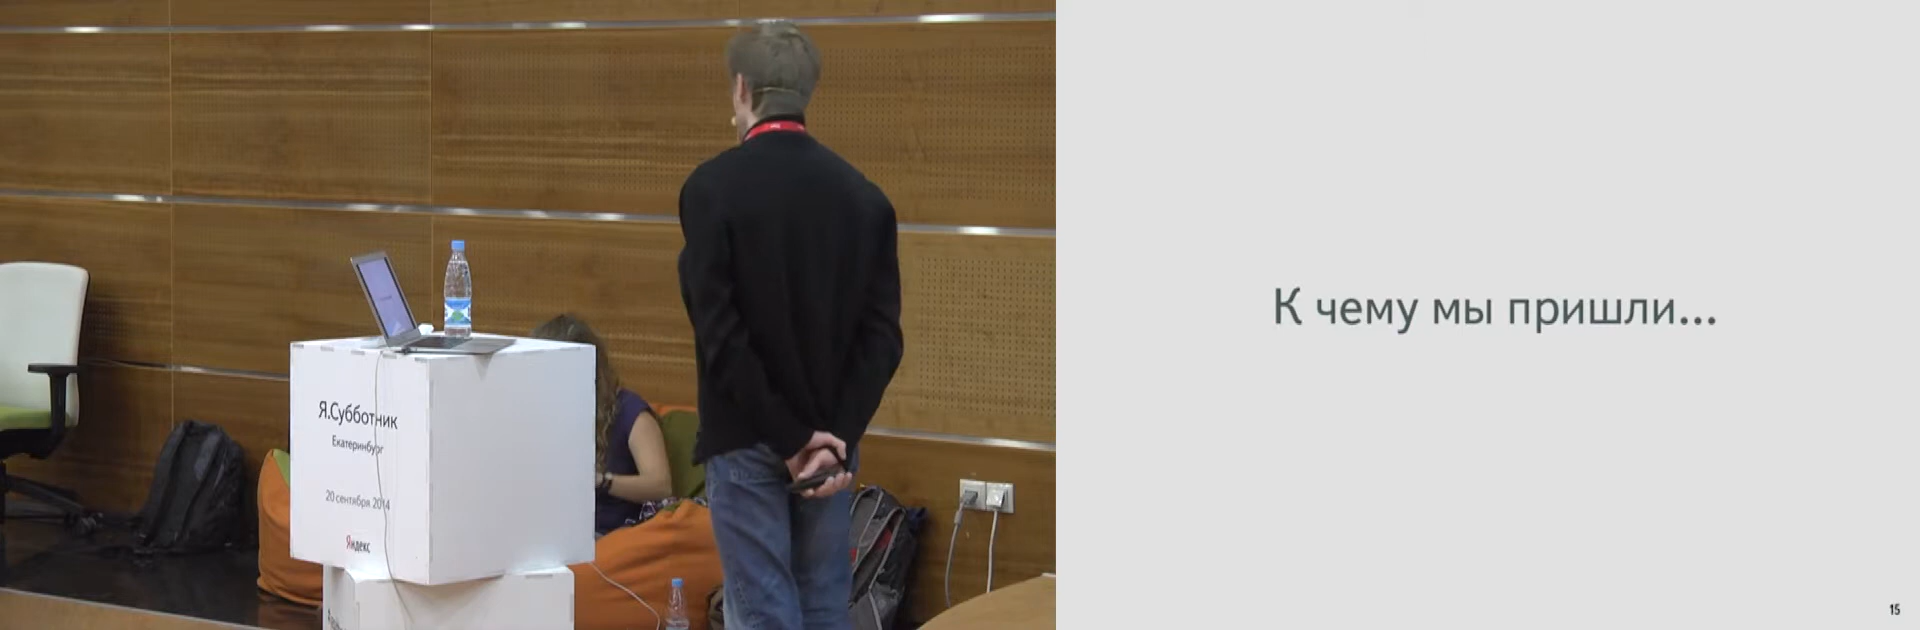 Я.Субботник
Екатеринбург
20 сентября 2014
Яндекс
К чему мы пришли...
15